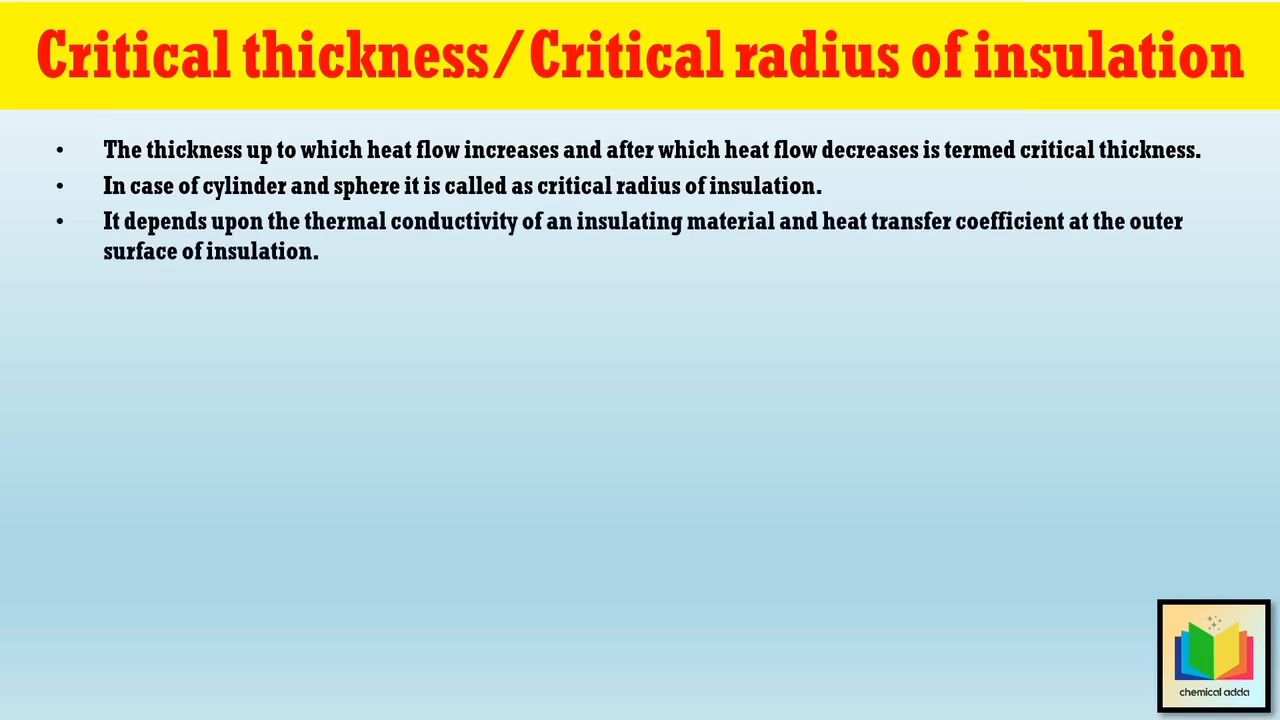 Critical thickness/Critical radius of insulation
• The thickness up to which heat flow increases and after which heat flow decreases is termed critical thickness.
• In case of cylinder and sphere it is called as critical radius of insulation.
• It depends upon the thermal conductivity of an insulating material and heat transfer coefficient at the outer
surface of insulation.
chemical adda